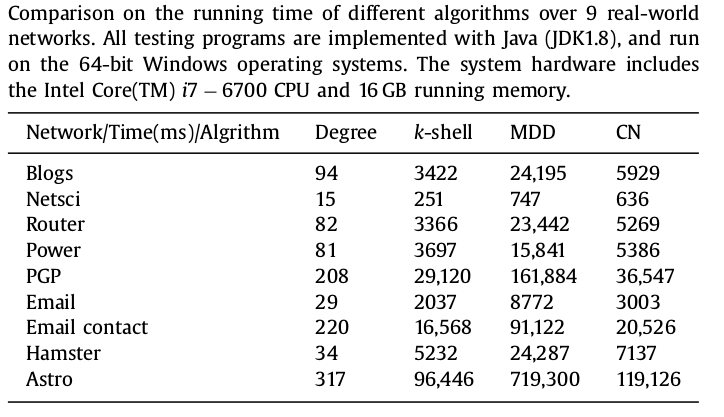 Comparison on the running time of different algorithms over 9 real-world
networks. All testing programs are implemented with Java (JDK1.8), and run
on the 64-bit Windows operating systems. The system hardware includes
the Intel Core(TM) i7 – 6700 CPU and 16 GB running memory.
Network/Time(ms)/Algrithm Degree k-shell MDD CN
Blogs 94 3422 24,195 5929
Netsci 15 251 747 636
Router 82 3366 23,442 5269
Power 81 3697 15,841 5386
PGP 208 29,120 161,884 36,547
Email 29 2037 8772 3003
Email contact 220 16,568 91,122 20,526
Hamster 34 5232 24,287 7137
Astro 317 96,446 719,300 119,126